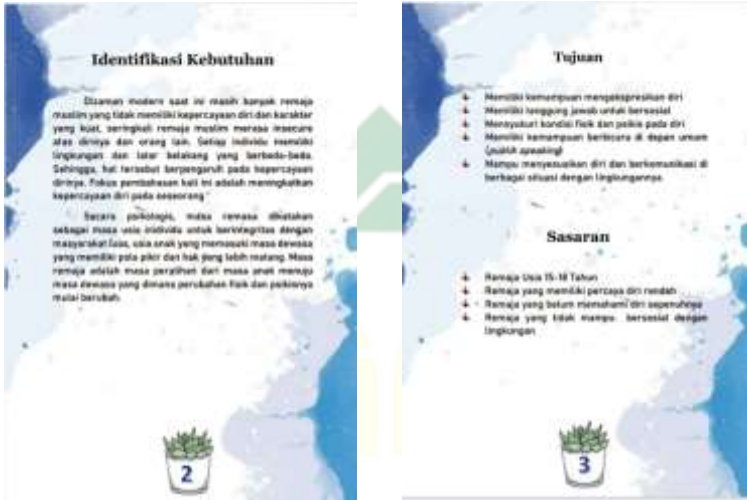 Identifikasi Kebutuhan
Dizaman modern saat ini masih banyak remaja
muslim yang tidak memiliki kepercayaan diri dan karakter
yang kuat, seringkali remaja muslim merasa insecure
atas dirinya dan orang lain. Setiap individu memiliki
lingkungan dan latar belakang yang berbeda-beda.
Sehingga, hal tersebut berpengaruh pada kepercayaan
dirinya. Fokus pembahasan kali ini adalah meningkatkan
kepercayaan diri pada seseorang
Secara psikologis, masa remasa dikatakan
sebagai masa usia individu untuk berintegritas dengan
masyarakat luas, usia anak yang memasuki masa dewasa
yang memiliki pola pikir dan hak yang lebih matang. Masa
remaja adalah masa peralihan dari masa anak menuju
masa dewasa yang dimana perubahan fisik dan psikisnya
mulai berubah.
2
Tujuan
Memiliki kemampuan mengekspresikan diri
Memiliki tanggung jawab untuk bersosial
Mensyukuri kondisi fisik dan psikis pada diri
Memiliki kemampuan berbicara di depan umum
(public speaking)
Mampu menyesuaikan diri dan berkomunikasi di
berbagai situasi dengan lingkungannya.
Sasaran
Remaja Usia 15-18 Tahun
Remaja yang memiliki percaya diri rendah
Remaja yang belum memahami diri sepenuhnya
Remaja yang tidak mampu bersosial dengan
lingkungan
3